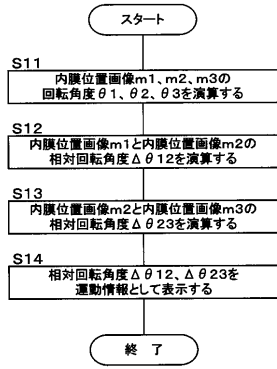 スタート
S11
内膜位置画像m1、m2、m3の
回転角度θ1、θ2、θ3を演算する
S12
内膜位置画像m1と内膜位置画像m2の
相対回転角度Δθ12を演算する
S13
内膜位置画像m2と内膜位置画像m3の
相対回転角度Δθ23を演算する
S14
相対回転角度Δθ12、Δθ23を
運動情報として表示する
終 了